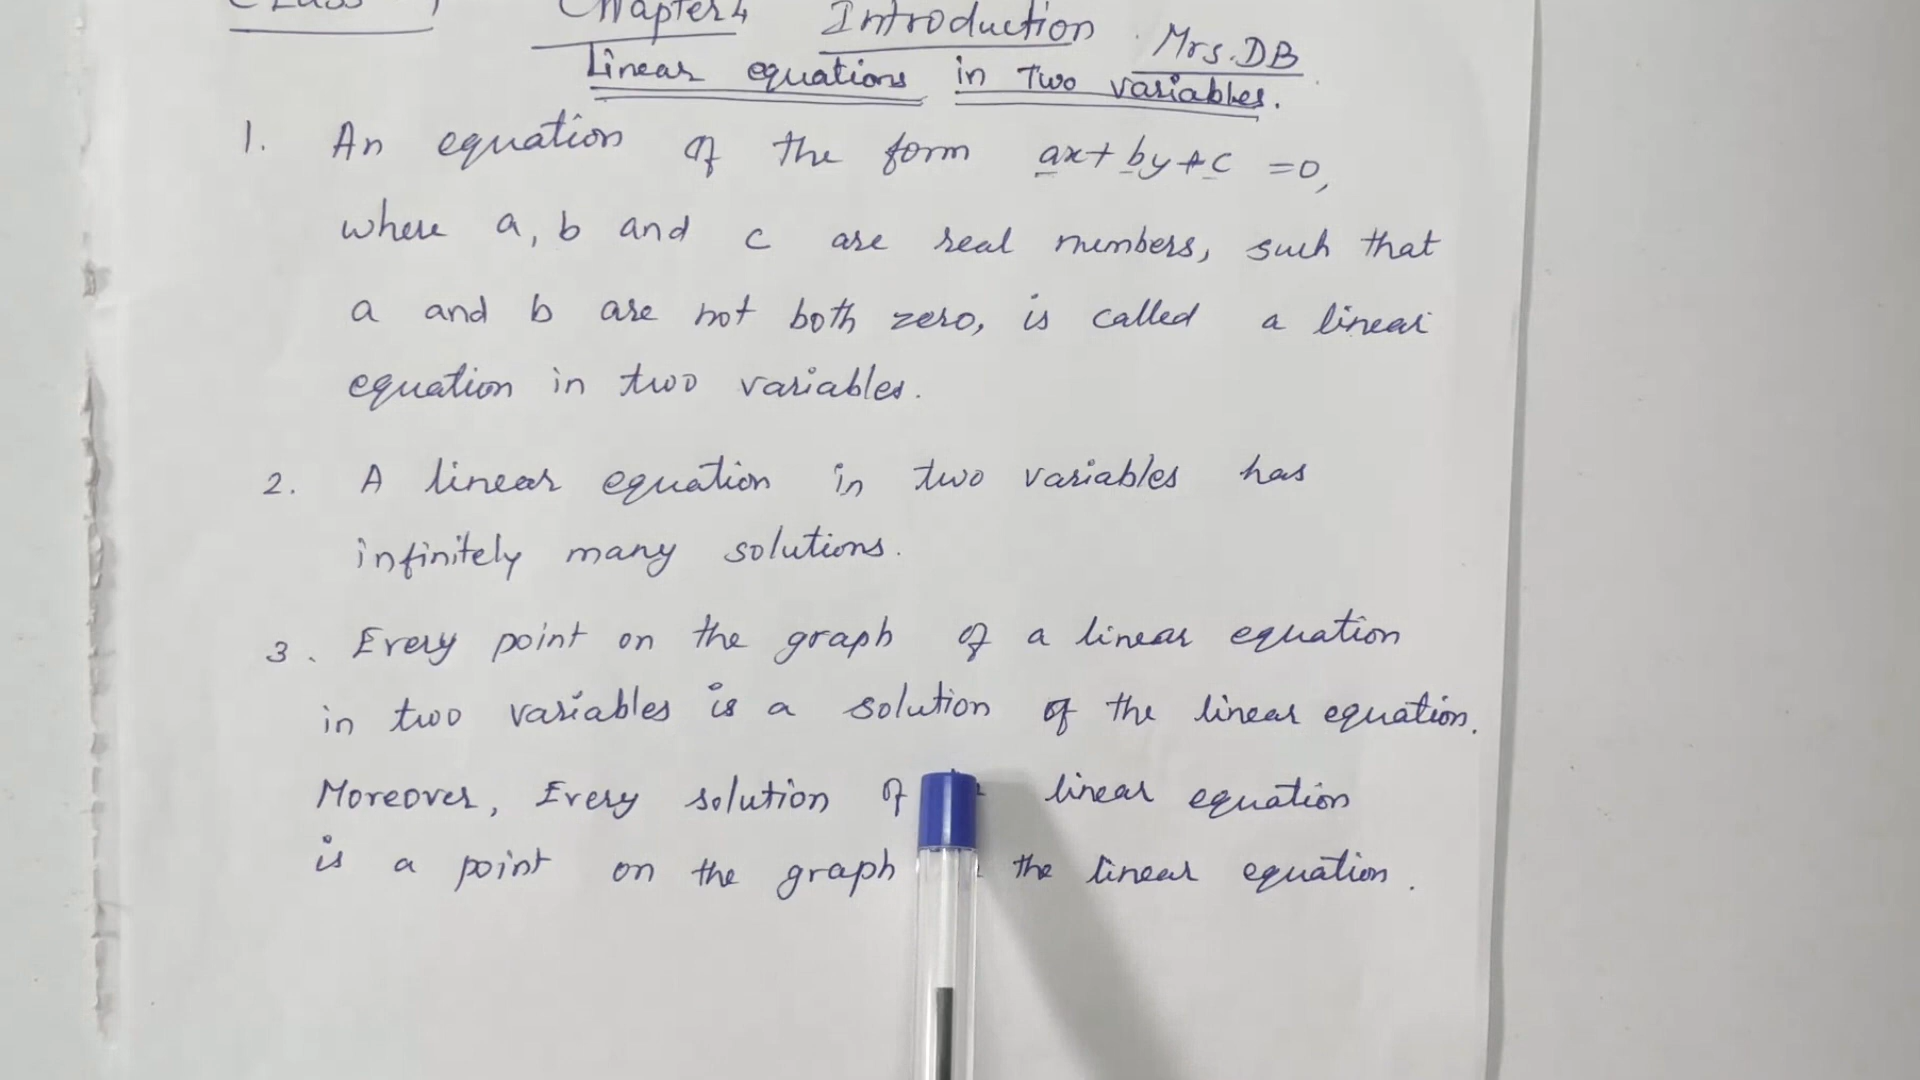 Class
Chapter 4 Introduction Mrs. DB
Linear equations in Two variables.
1. An equation of the form ax + by + c = 0,
where a, b and c are real numbers, such that
a and b are not both zero, is called a linear
equation in two variables.
2. A linear equation in two variables has
infinitely many solutions.
3. Every point on the graph of a linear equation
in two variables is a solution of the linear equation.
Moreover, Every solution of linear equation
is a point on the graph the linear equation.